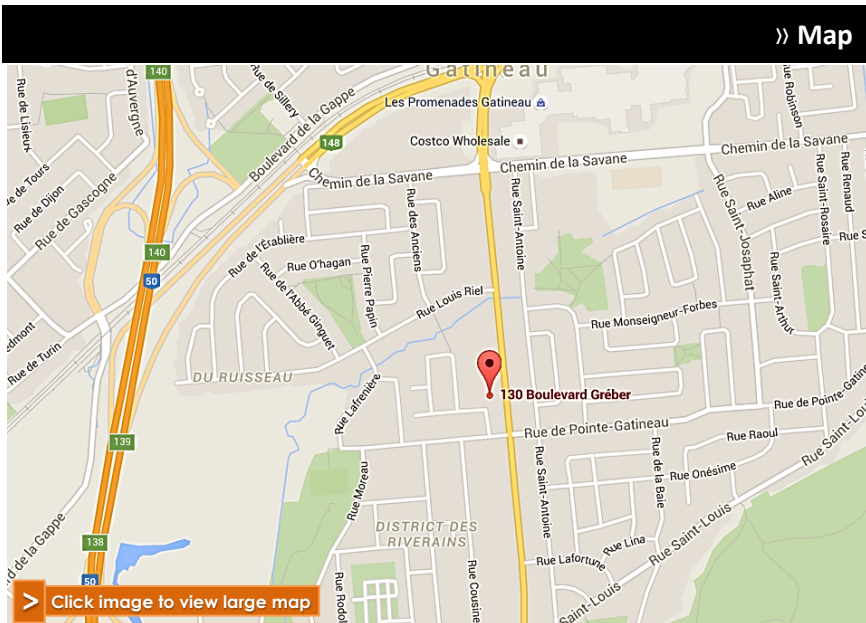 » Map
140
Rue de Lisieux
d'Auvergne
Rue de Sillery
Boulevard de la Gappe
Gatineau
Les Promenades Gatineau
148
Costco Wholesale
Chemin de la Savane
Chemin de la Savane
Chemin de la Savane
Rue Robinson
Rue Saint-Rosaire
Rue Renaud
de Tours
Rue de Dijon
Rue de Gascogne
Rue des Anciens
Rue Saint-Antoine
Rue Saint-Josaphat
Rue Aline
140
50
Rue de l'Érablière
Rue O'hagan
Rue Pierre Papin
Rue de l'Abbé Ginguet
Rue Louis Riel
Rue Monseigneur-Forbes
Rue Saint-Arthur
Rue S
edmont
Rue de Turin
DU RUISSEAU
Rue Lafrenière
130 Boulevard Gréber
Rue de Pointe-Gatineau
Rue de Pointe-Gatine
139
Rue Moreau
Rue Saint-Antoine
Rue de la Baie
Rue Raoul
Rue Onésime
Rue Saint-Loui
Rue Saint-Louis
DISTRICT DES
RIVERAINS
138
rd de la Gappe
Rue Lina
Rue Lafortune
50
Rue Rodol
Rue Cousine
Saint-Louis
> Click image to view large map